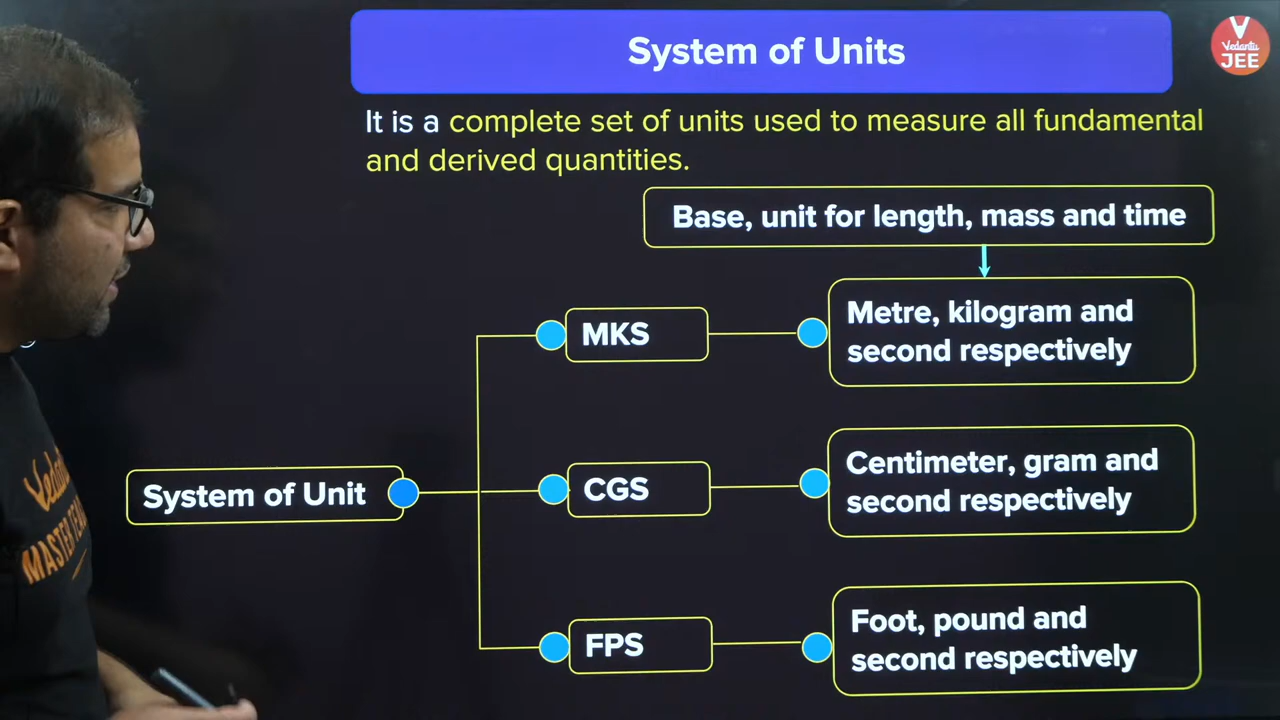 System of Units
V
Vedantu
JEE
It is a complete set of units used to measure all fundamental
and derived quantities.
Base, unit for length, mass and time
MKS
Metre, kilogram and
second respectively
System of Unit
CGS
Centimeter, gram and
second respectively
FPS
Foot, pound and
second respectively